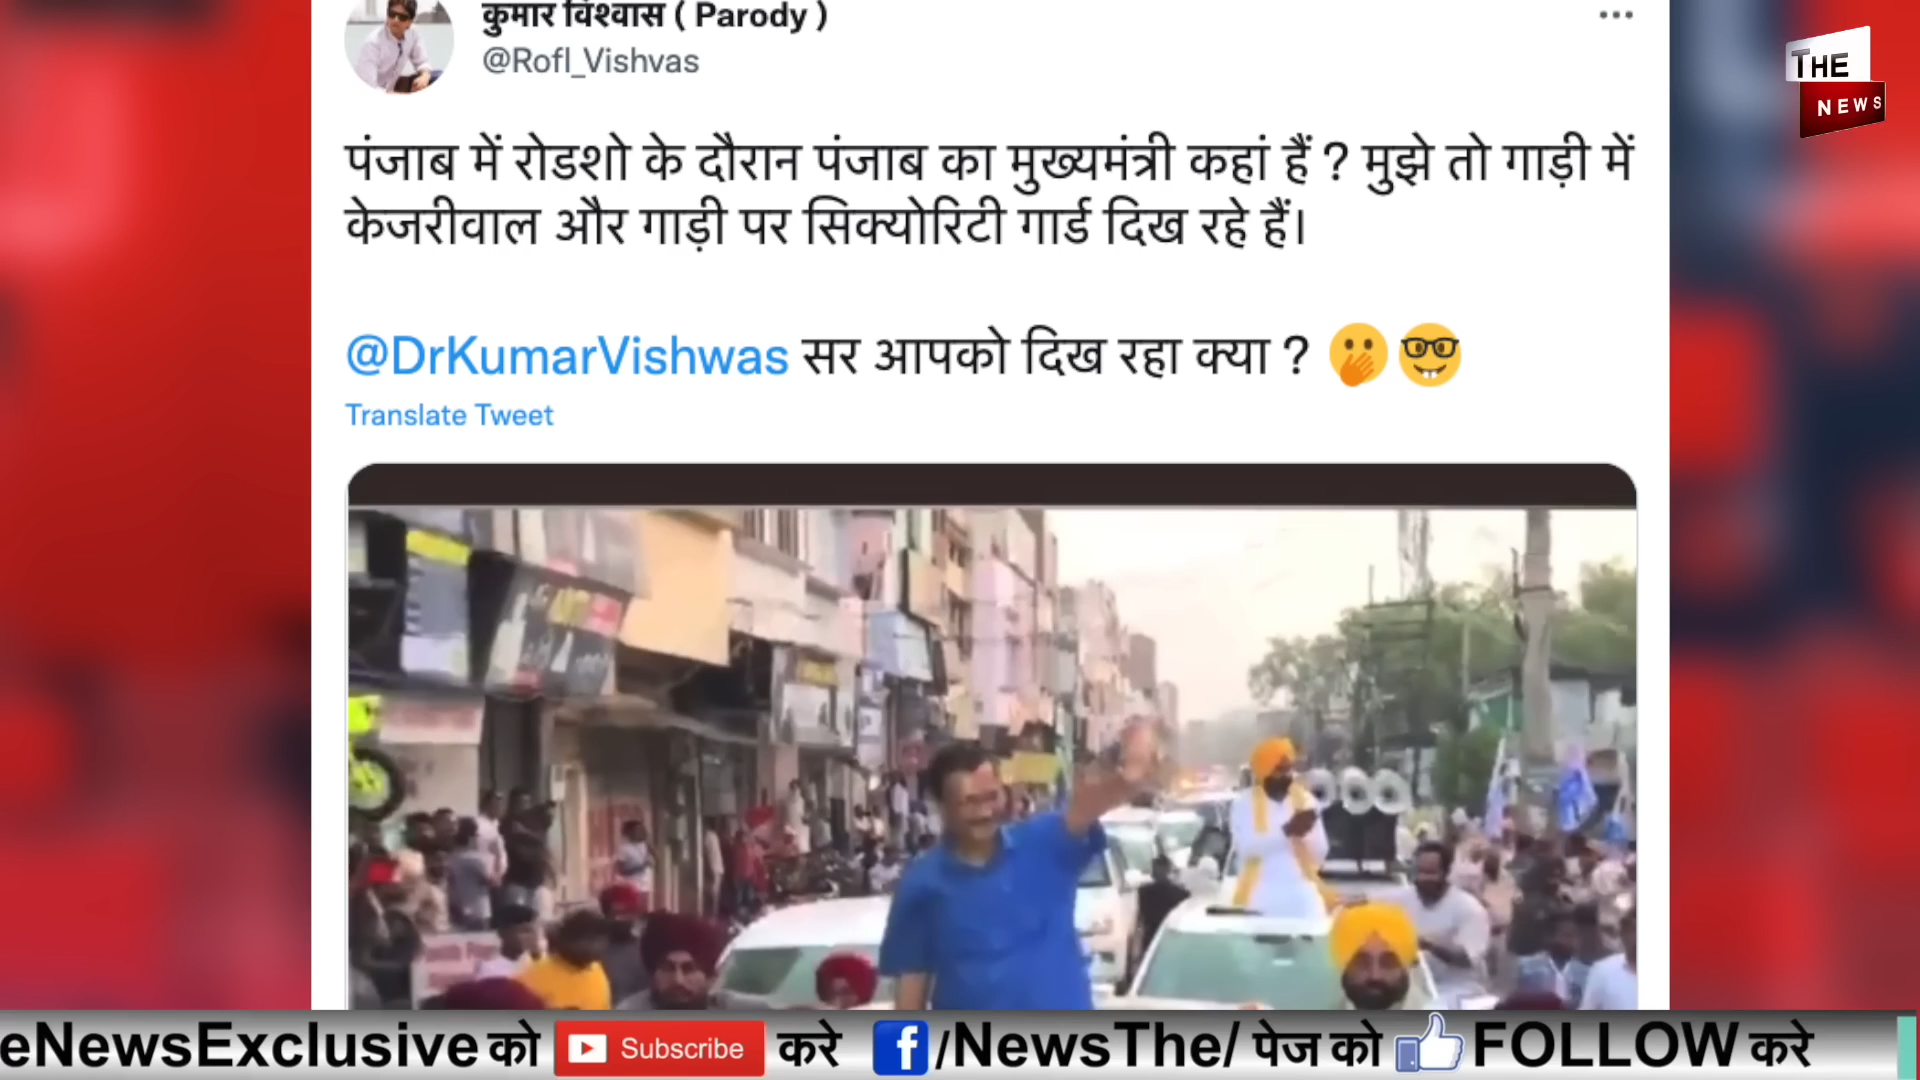 कुमार विश्वास ( Parody )
@Rofl_Vishvas
THE
NEWS
पंजाब में रोडशो के दौरान पंजाब का मुख्यमंत्री कहां हैं ? मुझे तो गाड़ी में
केजरीवाल और गाड़ी पर सिक्योरिटी गार्ड दिख रहे हैं।
@DrKumarVishwas सर आपको दिख रहा क्या ?
Translate Tweet
eNewsExclusive को Subscribe करे /NewsThe/ पेज को FOLLOW करे